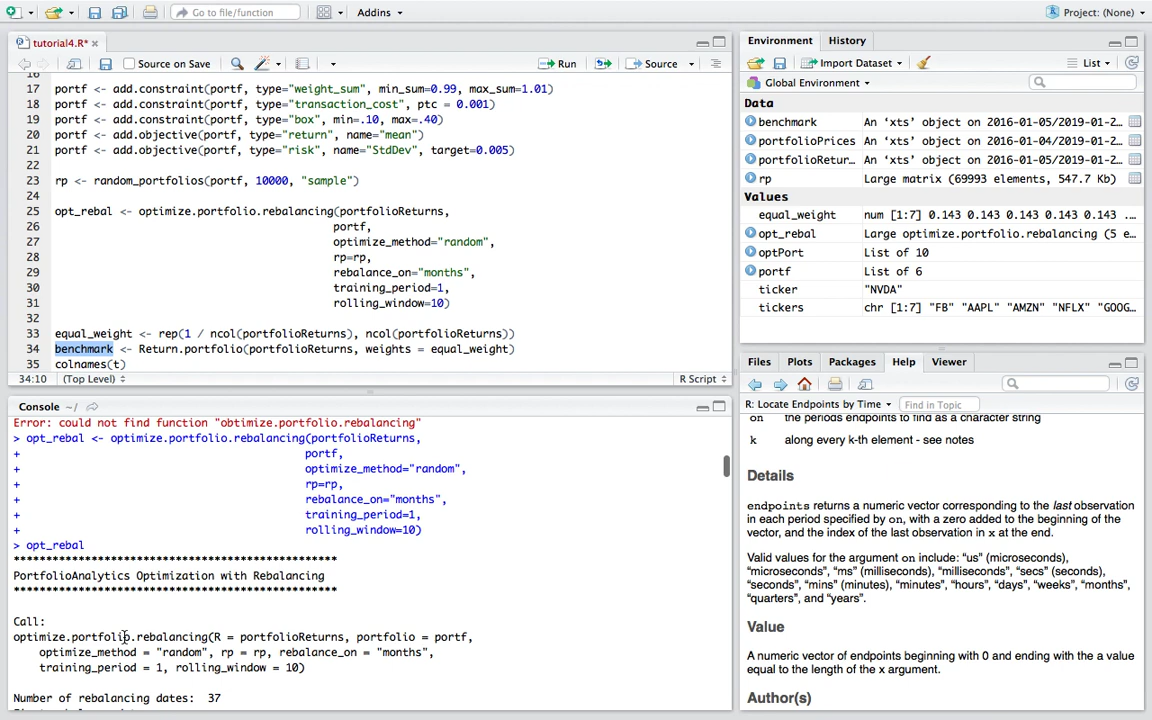 Go to file/function
Addins
Project: (None)
tutorial4.R*
Source on Save
Run
Source
16
17 portf <- add.constraint(portf, type="weight_sum", min_sum=0.99, max_sum=1.01)
18 portf <- add.constraint(portf, type="transaction_cost", ptc = 0.001)
19 portf <- add.constraint(portf, type="box", min=.10, max=.40)
20 portf <- add.objective(portf, type="return", name="mean")
21 portf <- add.objective(portf, type="risk", name="StdDev", target=0.005)
22
23 rp <- random_portfolios(portf, 10000, "sample")
24
25 opt_rebal <- optimize.portfolio.rebalancing(portfolioReturns,
26 portf,
27 optimize_method="random",
28 rp=rp,
29 rebalance_on="months",
30 training_period=1,
31 rolling_window=10)
32
33 equal_weight <- rep(1 / ncol(portfolioReturns), ncol(portfolioReturns))
34 benchmark <- Return.portfolio(portfolioReturns, weights = equal_weight)
35 colnames(t)
34:10 (Top Level) R Script
Console ~/
Error: could not find function "optimize.portfolio.rebalancing"
> opt_rebal <- optimize.portfolio.rebalancing(portfolioReturns,
+ portf,
+ optimize_method="random",
+ rp=rp,
+ rebalance_on="months",
+ training_period=1,
+ rolling_window=10)
> opt_rebal
**************************************************
PortfolioAnalytics Optimization with Rebalancing
**************************************************
Call:
optimize.portfolio.rebalancing(R = portfolioReturns, portfolio = portf,
optimize_method = "random", rp = rp, rebalance_on = "months",
training_period = 1, rolling_window = 10)
Number of rebalancing dates: 37
Environment History
Import Dataset
List
Global Environment
Data
benchmark An ‘xts’ object on 2016-01-05/2019-01-2…
portfolioPrices An ‘xts’ object on 2016-01-04/2019-01-2…
portfolioRetur… An ‘xts’ object on 2016-01-05/2019-01-2…
rp Large matrix (69993 elements, 547.7 Kb)
Values
equal_weight num [1:7] 0.143 0.143 0.143 0.143 0.143 ...
opt_rebal Large optimize.portfolio.rebalancing (5 e…
optPort List of 10
portf List of 6
ticker "NVDA"
tickers chr [1:7] "FB" "AAPL" "AMZN" "NFLX" "GOOG…
Files Plots Packages Help Viewer
R: Locate Endpoints by Time
Find in Topic
on the periods endpoints to find as a character string
k along every k-th element - see notes
Details
endpoints returns a numeric vector corresponding to the last observation
in each period specified by on, with a zero added to the beginning of the
vector, and the index of the last observation in x at the end.
Valid values for the argument on include: “us” (microseconds),
“microseconds”, “ms” (milliseconds), “milliseconds”, “secs” (seconds),
“seconds”, “mins” (minutes), “minutes”, “hours”, “days”, “weeks”, “months”,
“quarters”, and “years”.
Value
A numeric vector of endpoints beginning with 0 and ending with the a value
equal to the length of the x argument.
Author(s)